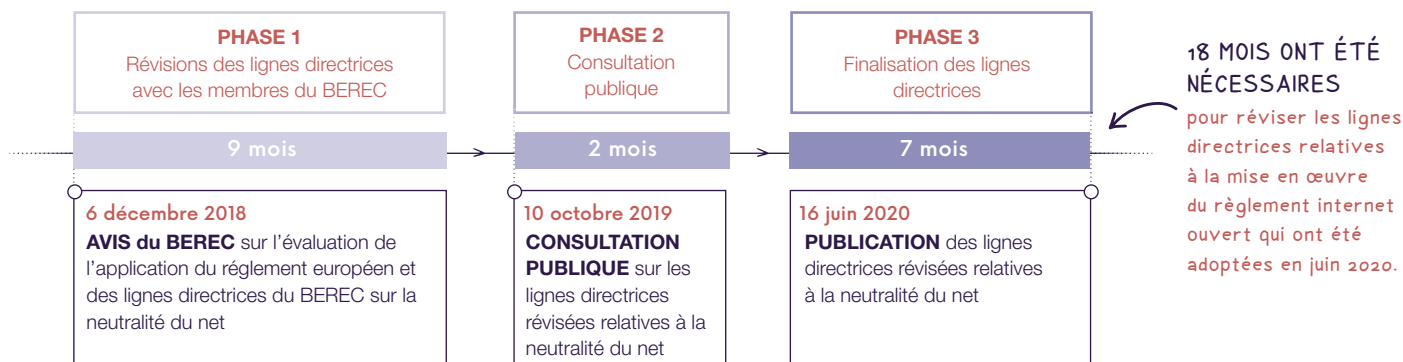 PHASE 1
Révisions des lignes directrices
avec les membres du BEREC
PHASE 2
Consultation
publique
PHASE 3
Finalisation des lignes
directrices
9 mois
2 mois
7 mois
6 décembre 2018
AVIS du BEREC sur l'évaluation de
l'application du réglement européen et
des lignes directrices du BEREC sur la
neutralité du net
10 octobre 2019
CONSULTATION
PUBLIQUE sur les
lignes directrices
révisées relatives à la
neutralité du net
16 juin 2020
PUBLICATION des lignes
directrices révisées relatives
à la neutralité du net
18 MOIS ONT ÉTÉ
NÉCESSAIRES
pour réviser les lignes
directrices relatives
à la mise en œuvre
du règlement internet
ouvert qui ont été
adoptées en juin 2020.